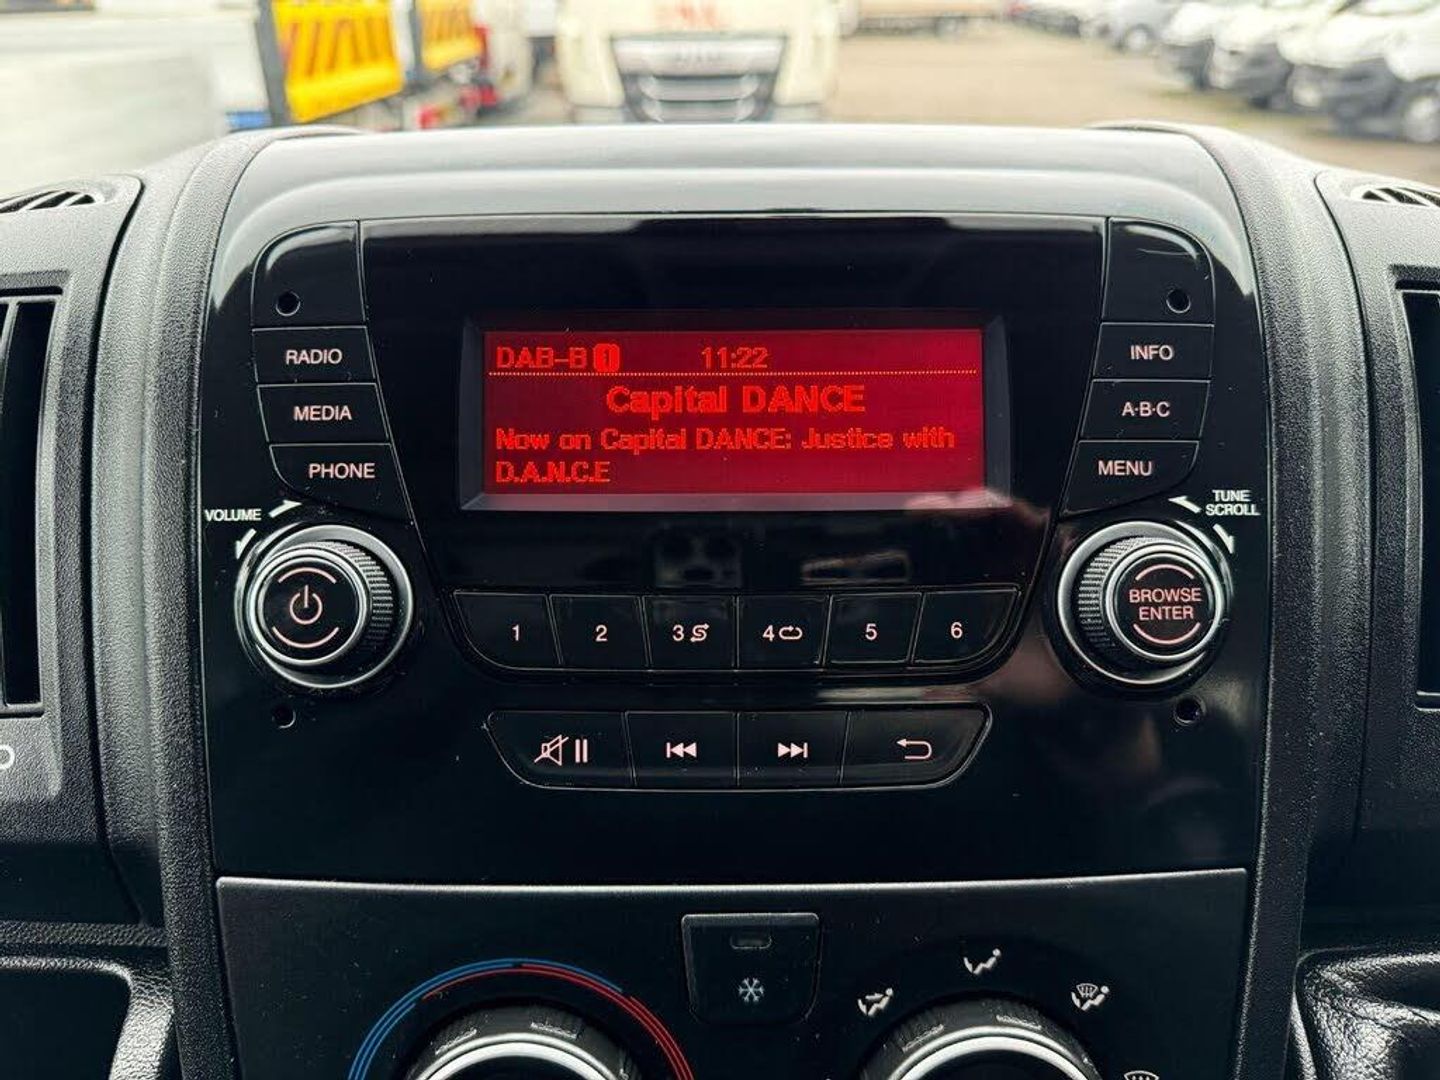 DAB-B 1 11:22
Capital DANCE
Now on Capital DANCE: Justice with
D.A.N.C.E
RADIO
MEDIA
PHONE
VOLUME
INFO
A·B·C
MENU
TUNE
SCROLL
BROWSE
ENTER
1 2 3 4 5 6